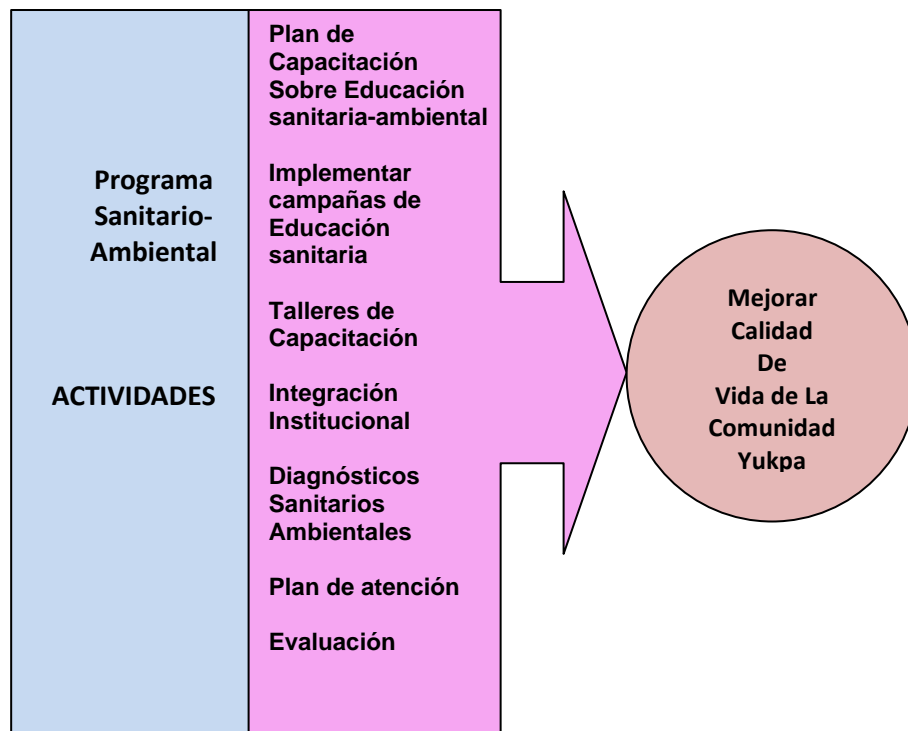 Programa
Sanitario-
Ambiental
ACTIVIDADES
Plan de
Capacitación
Sobre Educación
sanitaria-ambiental
Implementar
campañas de
Educación
sanitaria
Talleres de
Capacitación
Integración
Institucional
Diagnósticos
Sanitarios
Ambientales
Plan de atención
Evaluación
Mejorar
Calidad
De
Vida de La
Comunidad
Yukpa